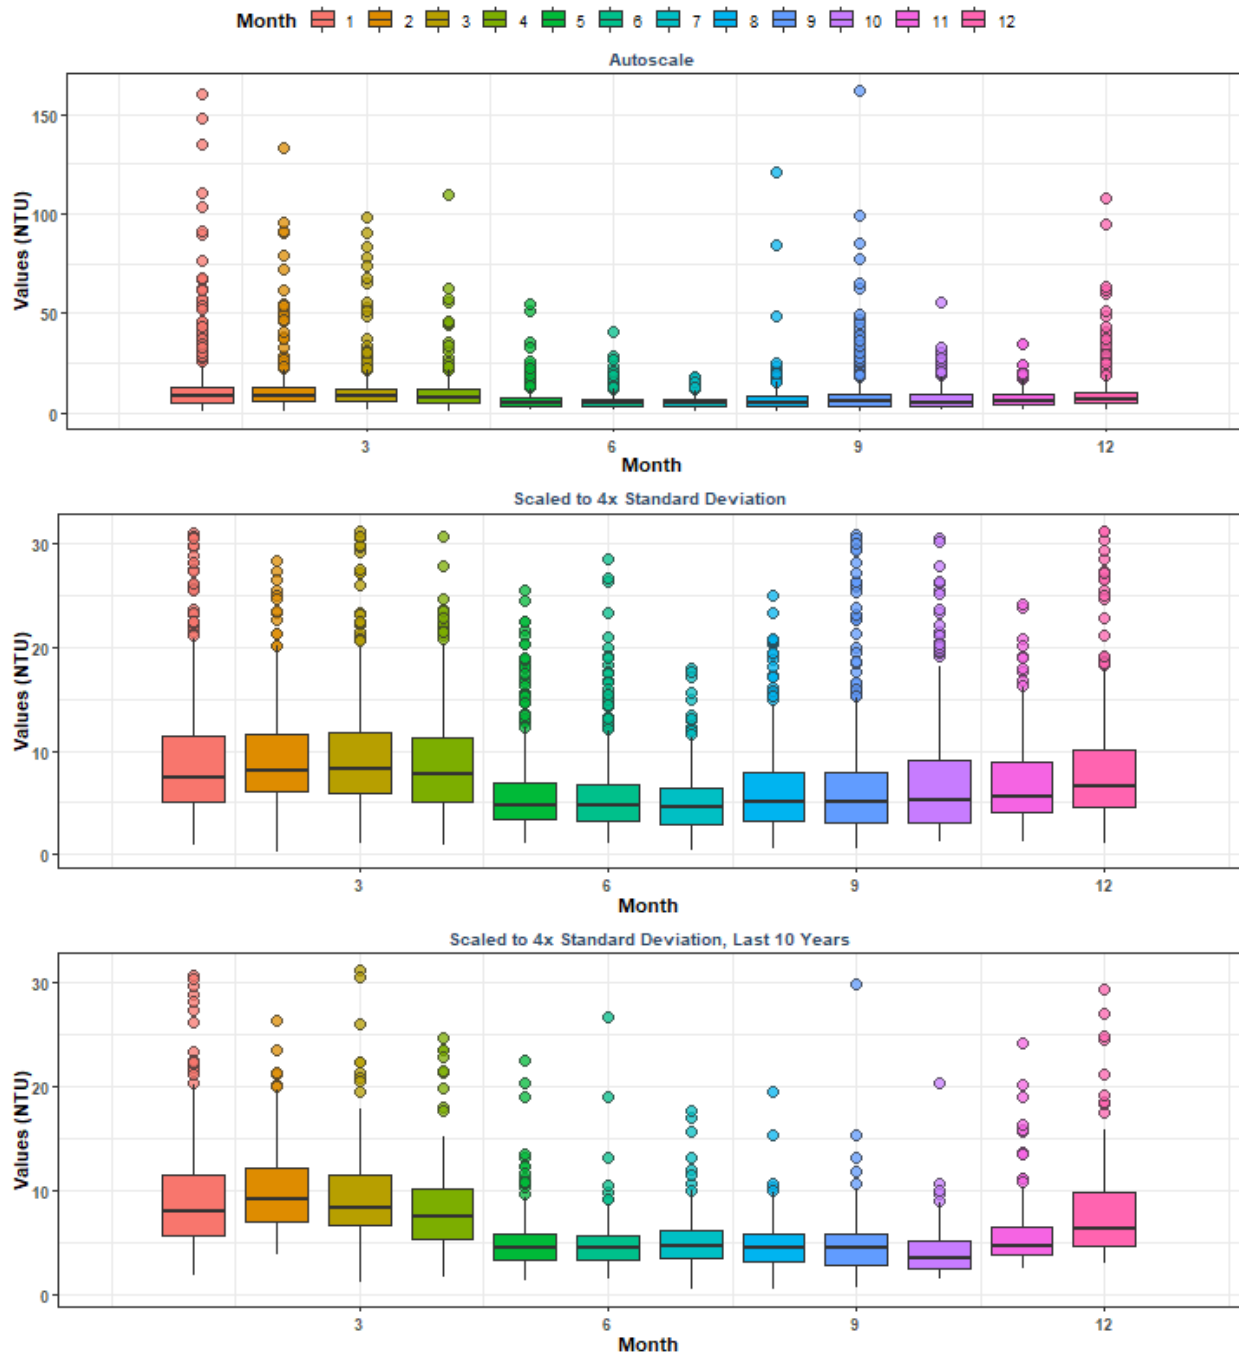 Month 1 2 3 4 5 6 7 8 9 10 11 12
Autoscale
Values (NTU)
150
100
50
0
3 6 9 12
Month
Scaled to 4x Standard Deviation
Values (NTU)
30
20
10
0
3 6 9 12
Month
Scaled to 4x Standard Deviation, Last 10 Years
Values (NTU)
30
20
10
0
3 6 9 12
Month